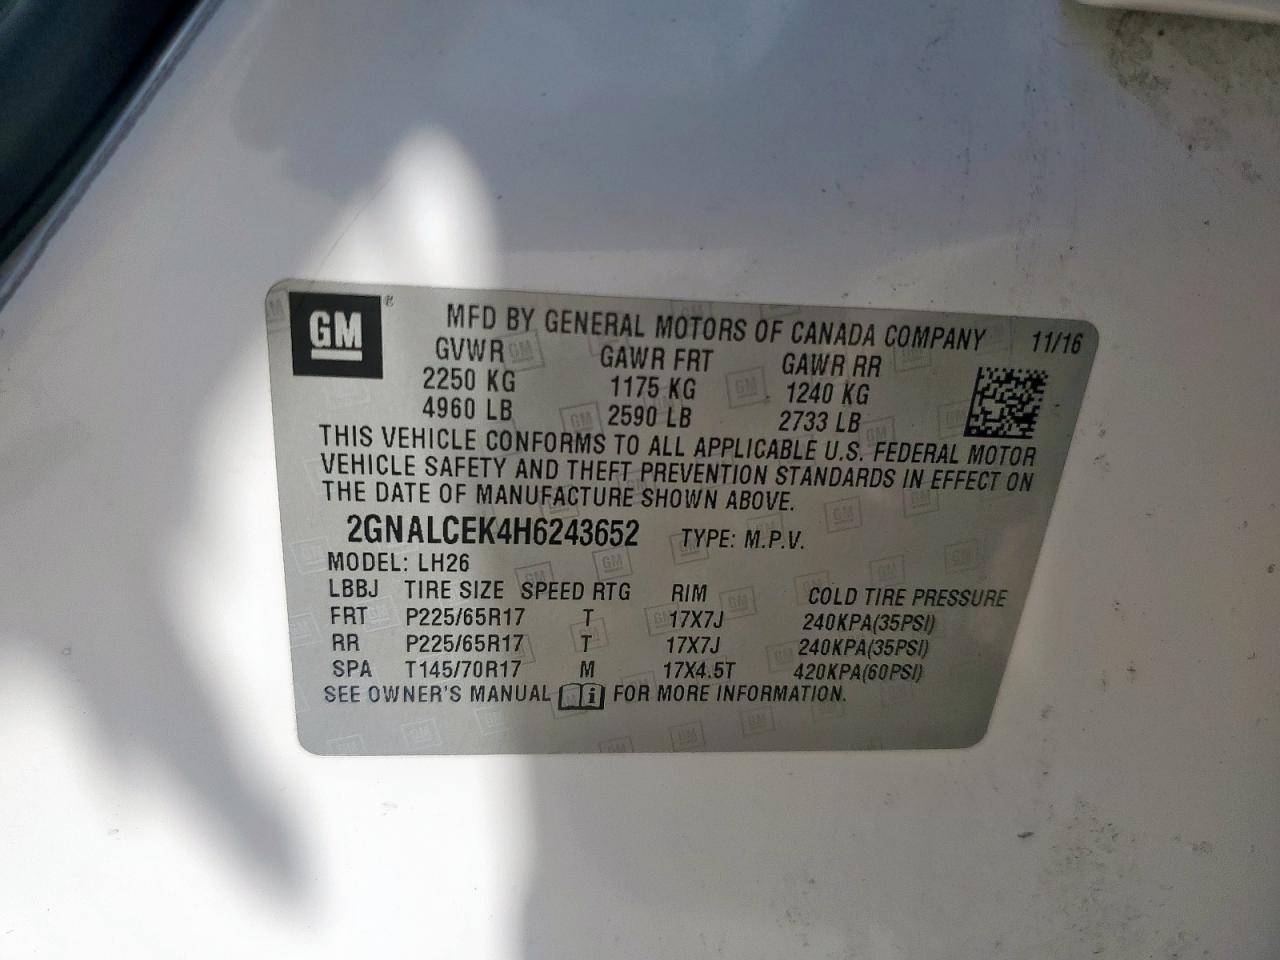 GM ®
MFD BY GENERAL MOTORS OF CANADA COMPANY 11/16
GVWR GAWR FRT GAWR RR
2250 KG 1175 KG 1240 KG
4960 LB 2590 LB 2733 LB
THIS VEHICLE CONFORMS TO ALL APPLICABLE U.S. FEDERAL MOTOR
VEHICLE SAFETY AND THEFT PREVENTION STANDARDS IN EFFECT ON
THE DATE OF MANUFACTURE SHOWN ABOVE.
2GNALCEK4H6243652 TYPE: M.P.V.
MODEL: LH26
LBBJ TIRE SIZE SPEED RTG RIM COLD TIRE PRESSURE
FRT P225/65R17 T 17X7J 240KPA(35PSI)
RR P225/65R17 T 17X7J 240KPA(35PSI)
SPA T145/70R17 M 17X4.5T 420KPA(60PSI)
SEE OWNER'S MANUAL i FOR MORE INFORMATION.